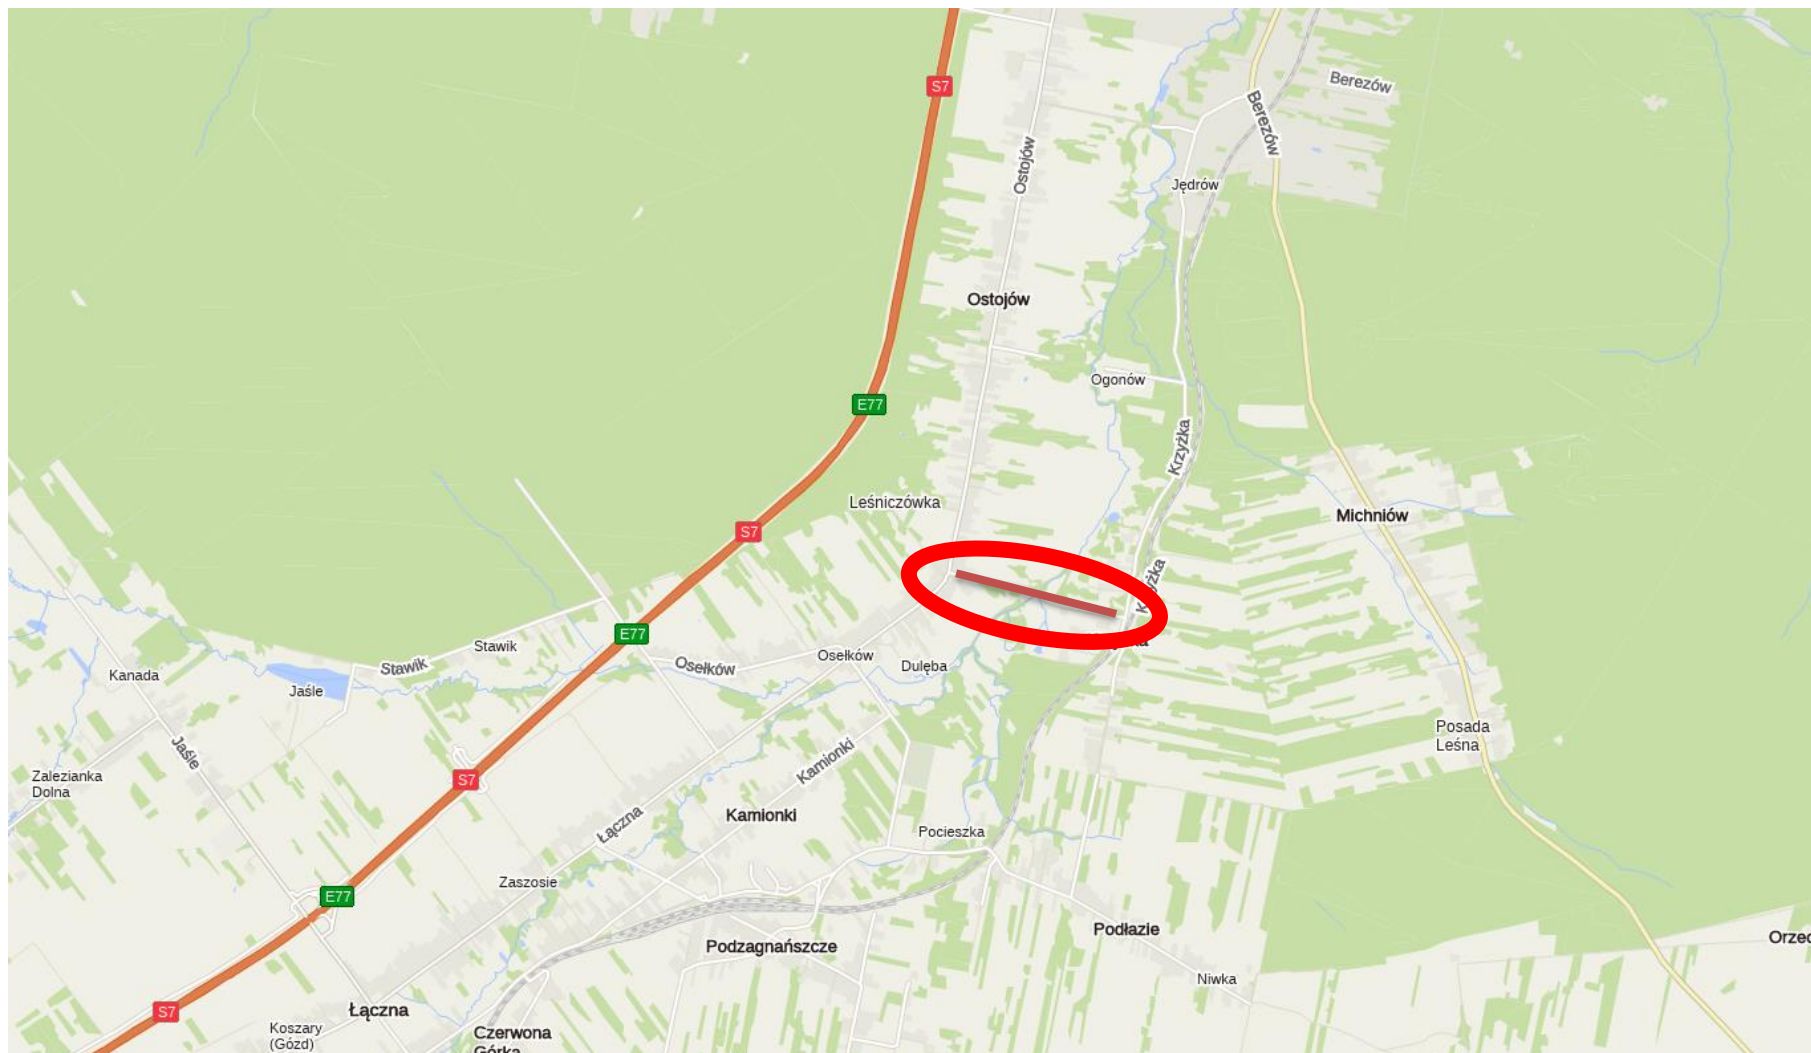 S7
Berezów
Berezów
Ostojów
Jędrów
Ostojów
Ogonów
E77
Krzyżka
Leśniczówka
Michniów
S7
E77
Stawik
Stawik
Osełków
Osełków
Dulęba
Kanada
Jaśle
Jaśle
Posada
Leśna
Zalezianka
Dolna
S7
Kamionki
Kamionki
Łączna
Pocieszka
Zaszosie
E77
Podzagnańszcze
Podłazie
Orzec
Niwka
S7
Łączna
Koszary
(Gózd)
Czerwona
Górka